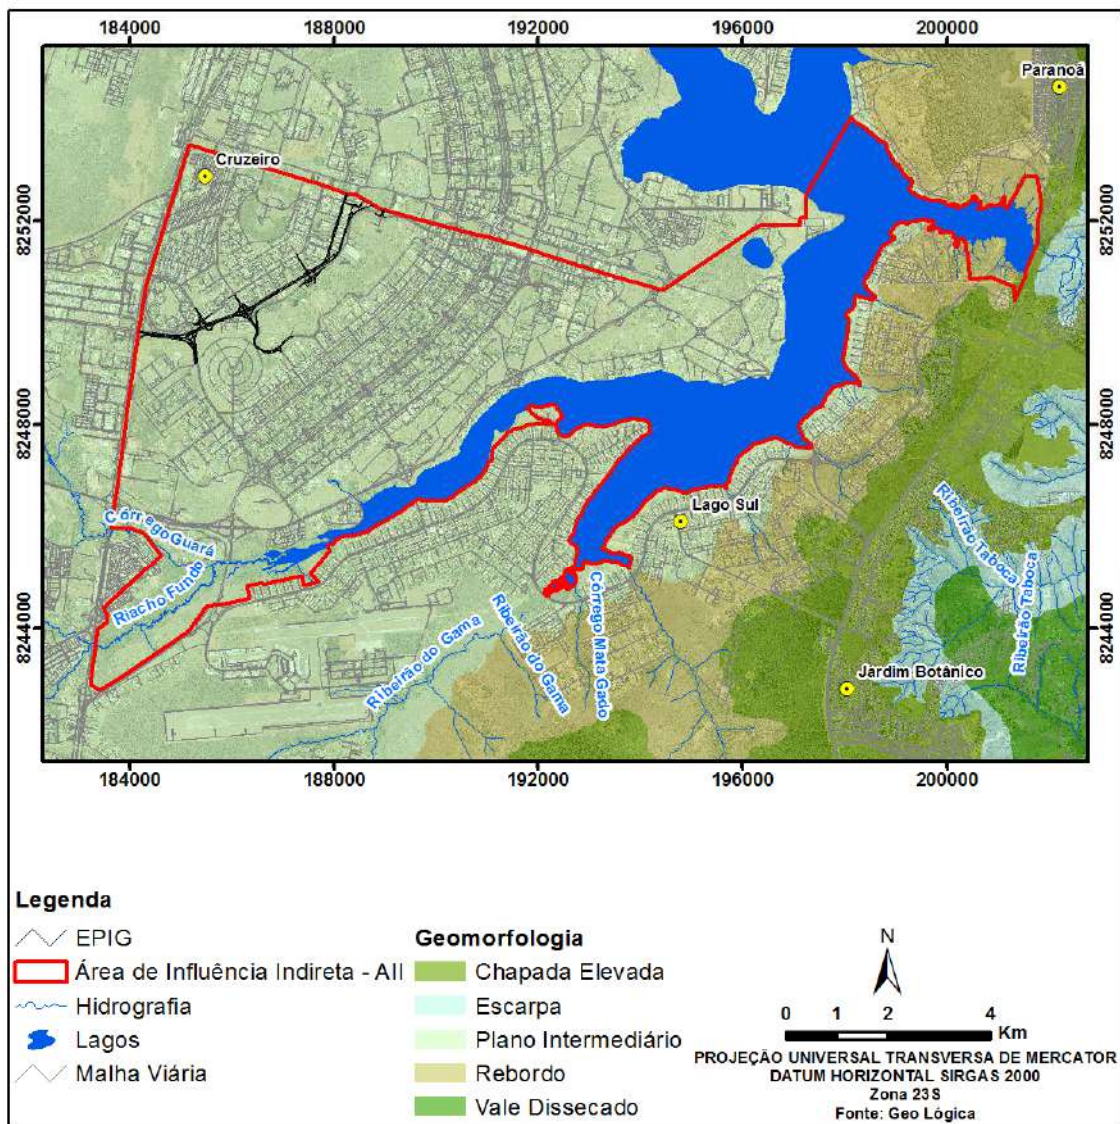 184000 188000 192000 196000 200000
Paranoá
Cruzeiro
8252000 8252000
8248000 8248000
Lago Sul
Córrego Guará
Riacho Fundo
Ribeirão do Gama
Ribeirão do Gama
Córrego Mata Gado
Ribeirão Taboca
Ribeirão Taboca
8244000 8244000
Jardim Botânico
184000 188000 192000 196000 200000
Legenda
EPIG
Área de Influência Indireta - AII
Hidrografia
Lagos
Malha Viária
Geomorfologia
Chapada Elevada
Escarpa
Plano Intermediário
Rebordo
Vale Dissecado
N
0 1 2 4
Km
PROJEÇÃO UNIVERSAL TRANSVERSA DE MERCATOR
DATUM HORIZONTAL SIRGAS 2000
Zona 23S
Fonte: Geo Lógica